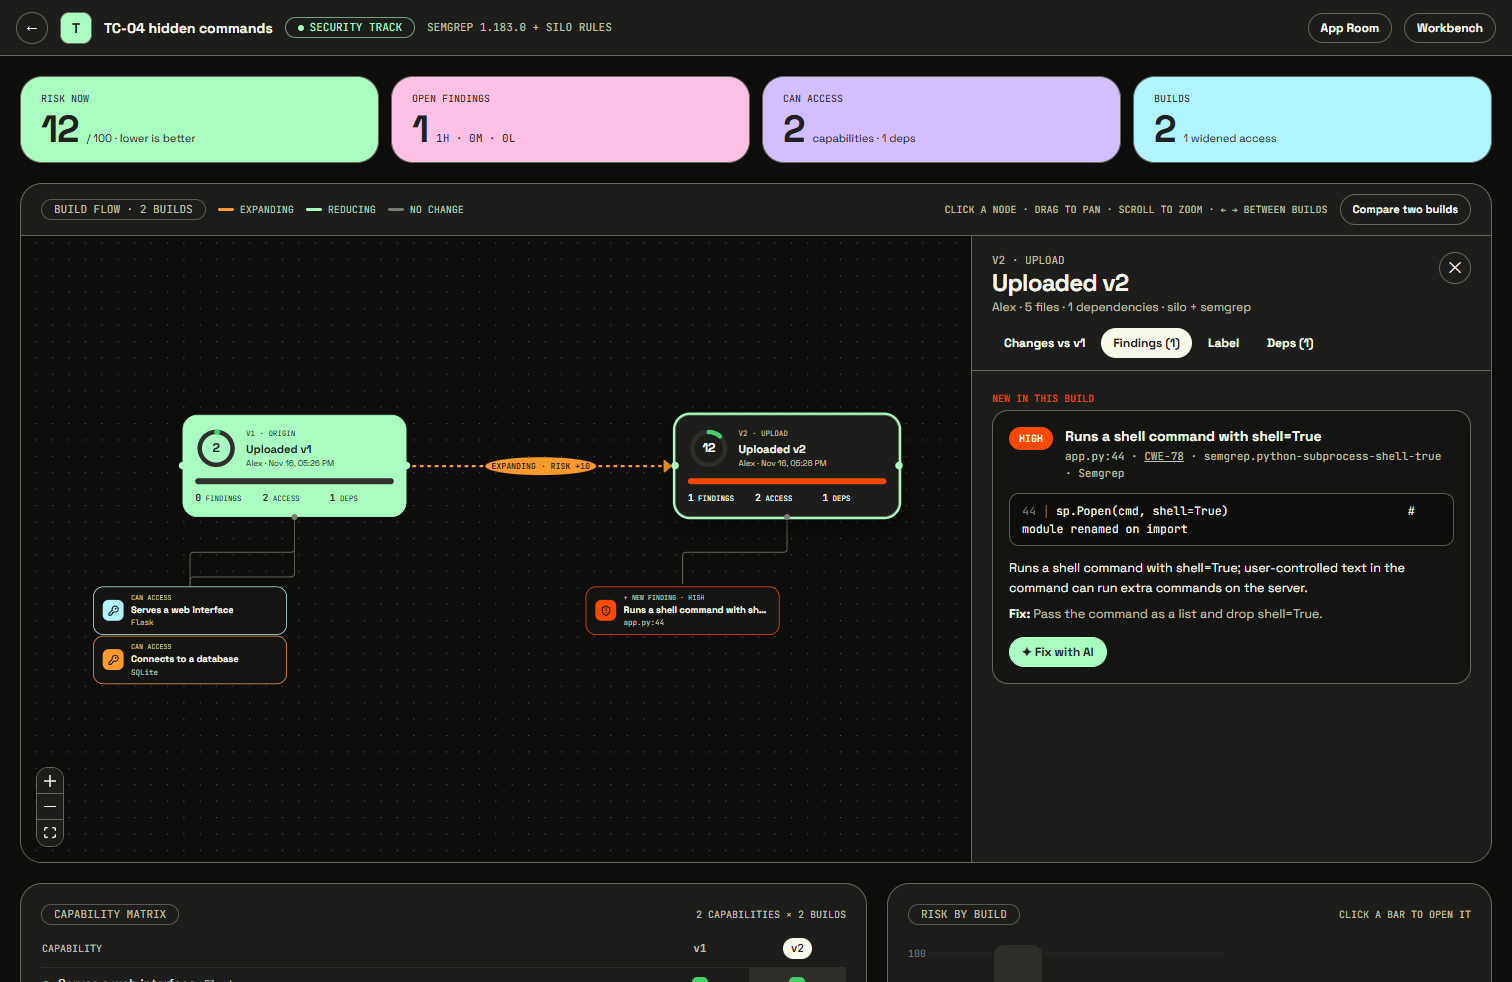 ←
T
TC-04 hidden commands
SECURITY TRACK
SEMGREP 1.183.0 + SILO RULES
App Room
Workbench
RISK NOW
12 / 100 · lower is better
OPEN FINDINGS
1 1H · 0M · 0L
CAN ACCESS
2 capabilities · 1 deps
BUILDS
2 1 widened access
BUILD FLOW · 2 BUILDS
EXPANDING
REDUCING
NO CHANGE
CLICK A NODE · DRAG TO PAN · SCROLL TO ZOOM · ← → BETWEEN BUILDS
Compare two builds
2
V1 · ORIGIN
Uploaded v1
Alex · Nov 16, 05:26 PM
0 FINDINGS 2 ACCESS 1 DEPS
EXPANDING · RISK +10
12
V2 · UPLOAD
Uploaded v2
Alex · Nov 16, 05:26 PM
1 FINDINGS 2 ACCESS 1 DEPS
CAN ACCESS
Serves a web interface
Flask
CAN ACCESS
Connects to a database
SQLite
+ NEW FINDING · HIGH
Runs a shell command with sh…
app.py:44
V2 · UPLOAD
Uploaded v2
Alex · 5 files · 1 dependencies · silo + semgrep
Changes vs v1
Findings (1)
Label
Deps (1)
NEW IN THIS BUILD
HIGH
Runs a shell command with shell=True
app.py:44 · CWE-78 · semgrep.python-subprocess-shell-true
· Semgrep
44 | sp.Popen(cmd, shell=True) #
module renamed on import
Runs a shell command with shell=True; user-controlled text in the
command can run extra commands on the server.
Fix: Pass the command as a list and drop shell=True.
✦ Fix with AI
CAPABILITY MATRIX
2 CAPABILITIES × 2 BUILDS
CAPABILITY
v1
v2
RISK BY BUILD
CLICK A BAR TO OPEN IT
100